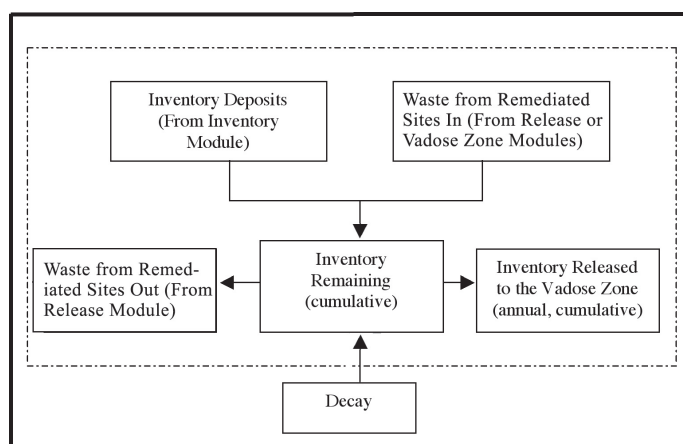 Inventory Deposits
(From Inventory
Module)
Waste from Remediated
Sites In (From Release or
Vadose Zone Modules)
Waste from Remed-
iated Sites Out (From
Release Module)
Inventory
Remaining
(cumulative)
Inventory Released
to the Vadose Zone
(annual, cumulative)
Decay